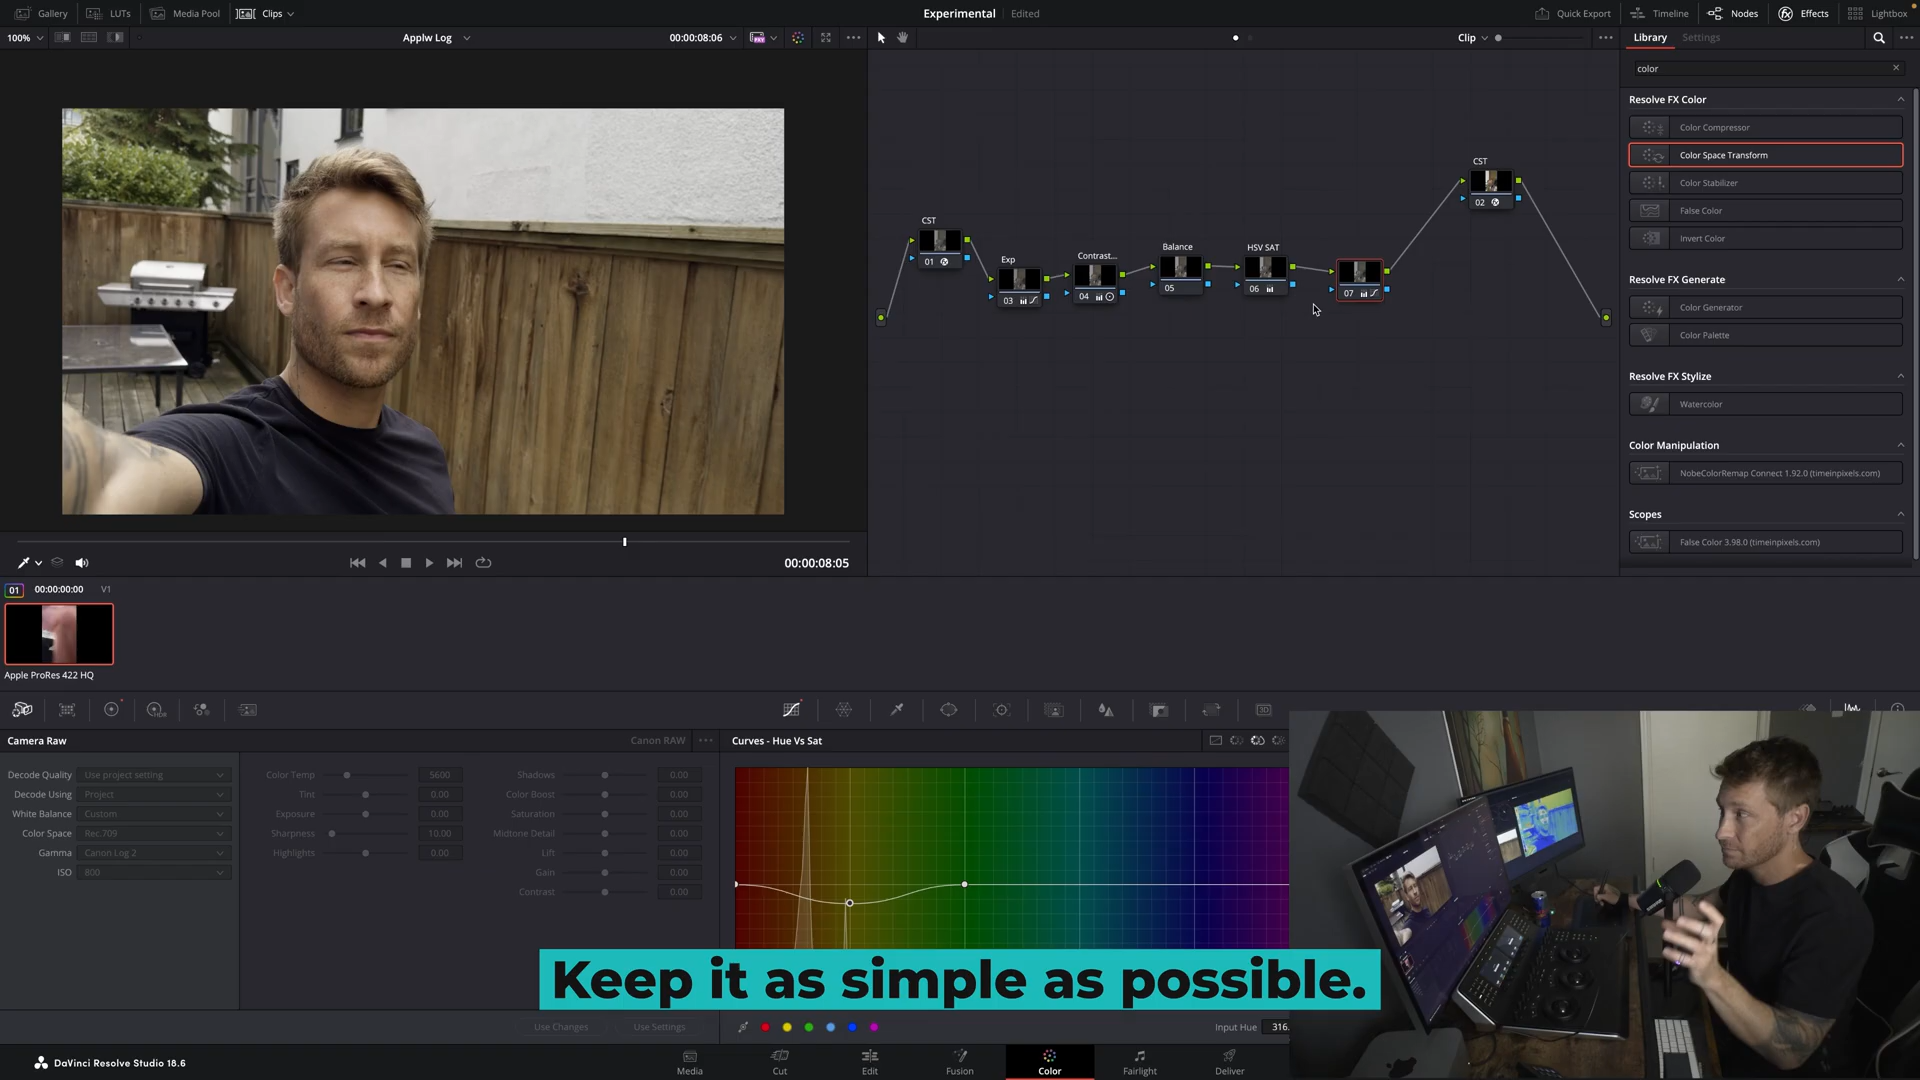 Gallery LUTs Media Pool Clips Experimental Edited Quick Export Timeline Nodes Effects Lightbox
100% Applw Log 00:00:08:06 Clip Library Settings
color
Resolve FX Color
Color Compressor
Color Space Transform
Color Stabilizer
False Color
Invert Color
Resolve FX Generate
Color Generator
Color Palette
Resolve FX Stylize
Watercolor
Color Manipulation
NobeColorRemap Connect 1.92.0 (timeinpixels.com)
Scopes
False Color 3.98.0 (timeinpixels.com)
CST
01
Exp
03
Contrast...
04
Balance
05
HSV SAT
06
07
CST
02
00:00:08:05
01 00:00:00:00 V1
Apple ProRes 422 HQ
Camera Raw Canon RAW
Decode Quality Use project setting
Decode Using Project
White Balance Custom
Color Space Rec.709
Gamma Canon Log 2
ISO 800
Color Temp 5600
Tint 0.00
Exposure 0.00
Sharpness 10.00
Highlights 0.00
Shadows 0.00
Color Boost 0.00
Saturation 0.00
Midtone Detail 0.00
Lift 0.00
Gain 0.00
Contrast 0.00
Use Changes Use Settings
HDR
3D
Curves - Hue Vs Sat
Keep it as simple as possible.
Input Hue 316.
DaVinci Resolve Studio 18.6
Media Cut Edit Fusion Color Fairlight Deliver